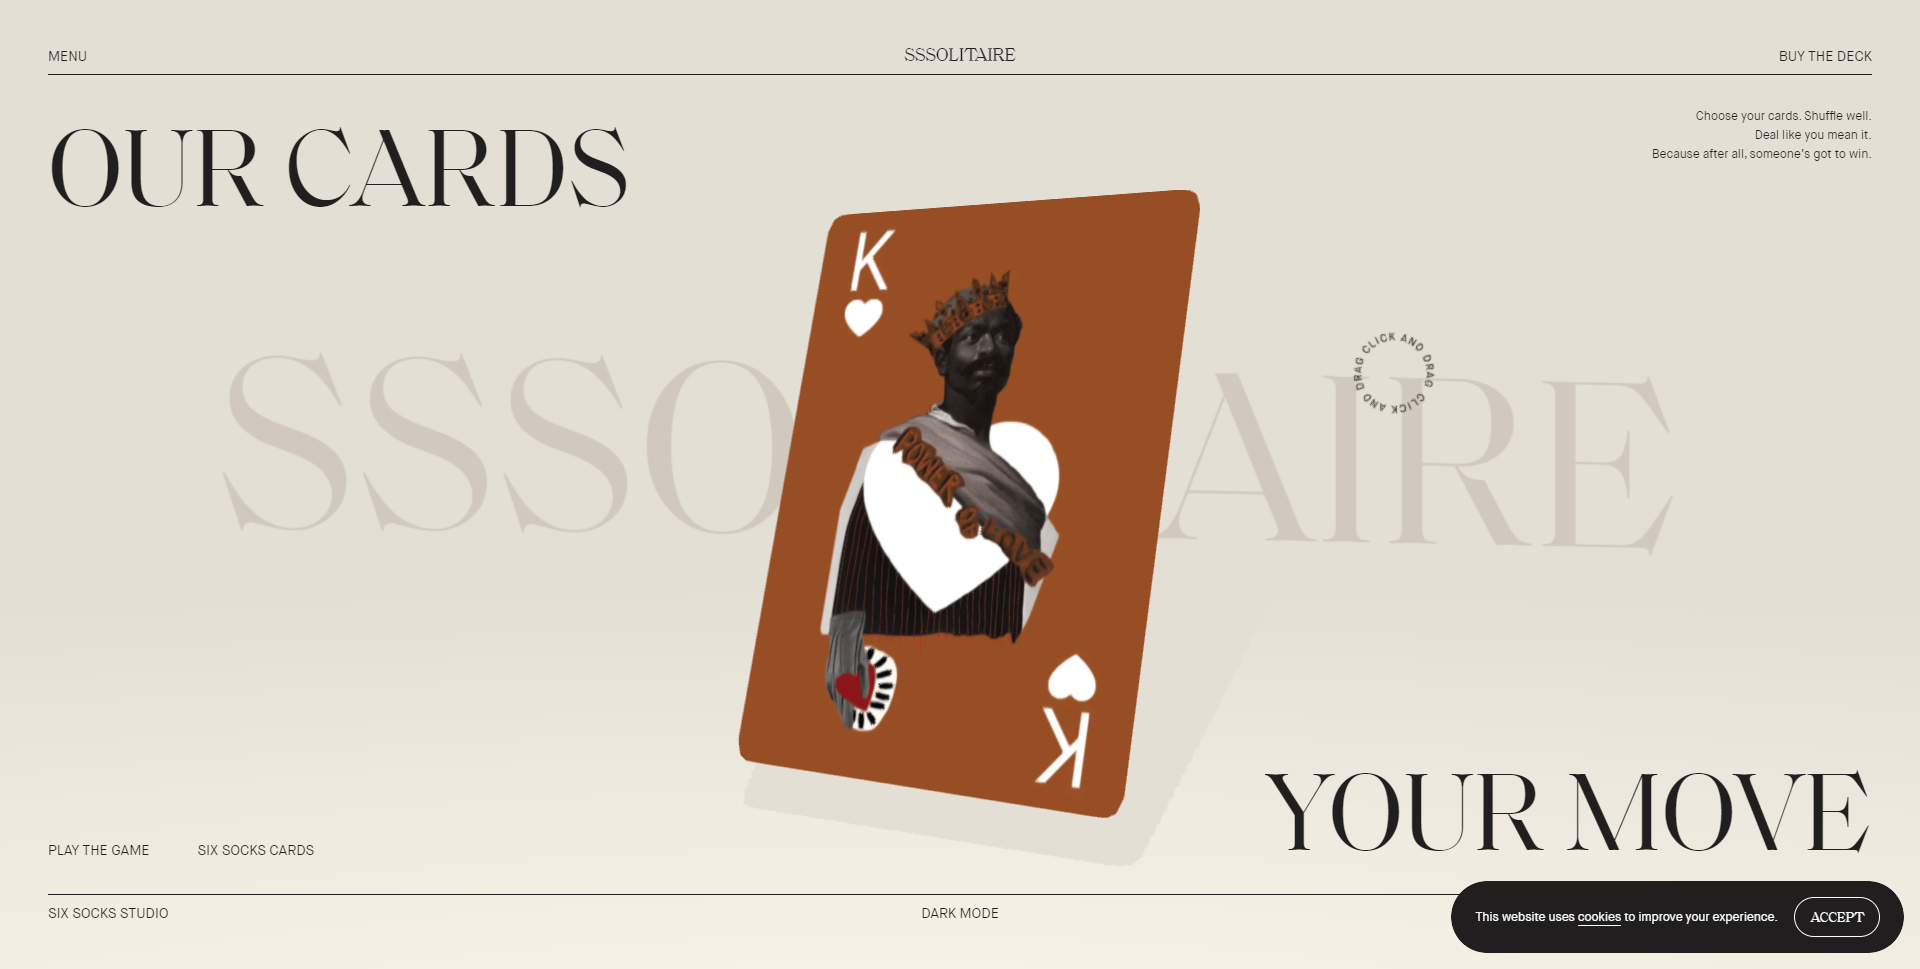 MENU
SSSOLITAIRE
BUY THE DECK
OUR CARDS
Choose your cards. Shuffle well.
Deal like you mean it.
Because after all, someone's got to win.
K
POWER
OF LOVE
K
SSSO AIRE
CLICK AND DRAG CLICK AND DRAG
YOUR MOVE
PLAY THE GAME
SIX SOCKS CARDS
SIX SOCKS STUDIO
DARK MODE
This website uses cookies to improve your experience.
ACCEPT